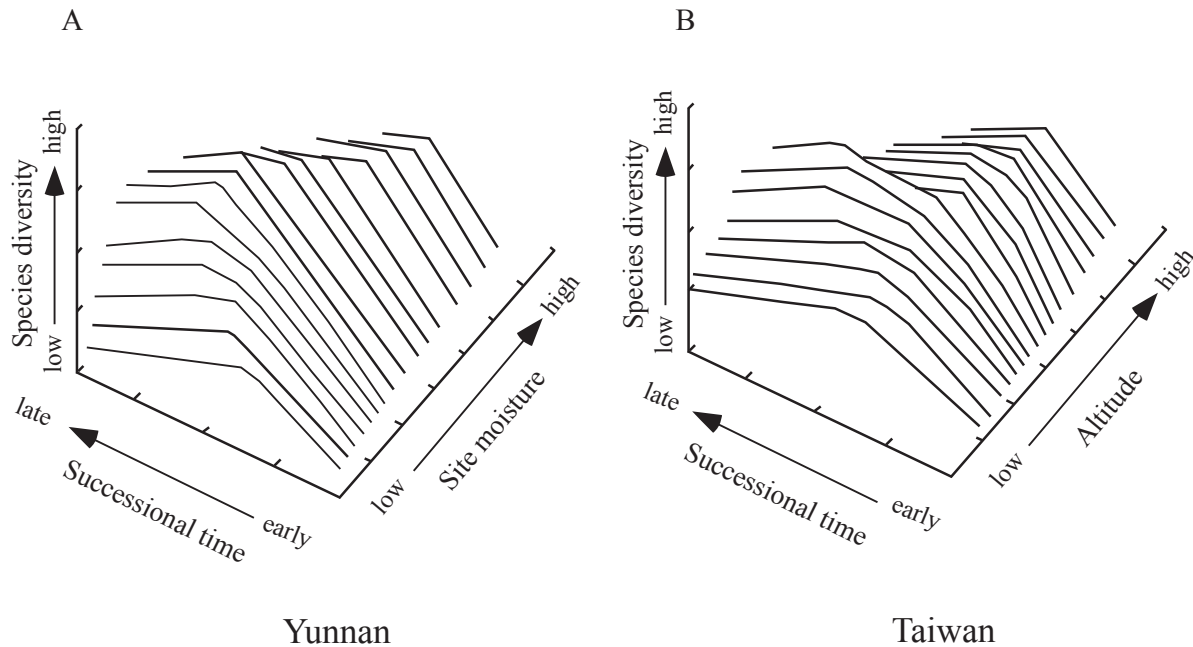 A
B
high
Species diversity
low
late
Successional time
early
low
Site moisture
high
high
Species diversity
low
late
Successional time
early
low
Altitude
high
Yunnan
Taiwan